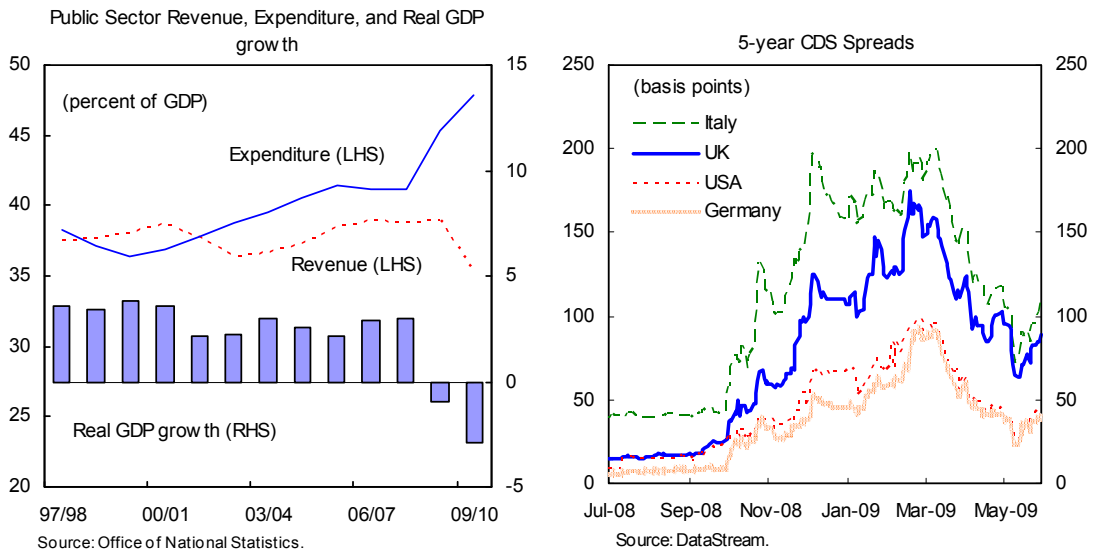 Public Sector Revenue, Expenditure, and Real GDP
growth
50
45
40
35
30
25
20
15
10
5
0
-5
(percent of GDP)
Expenditure (LHS)
Revenue (LHS)
Real GDP growth (RHS)
97/98 00/01 03/04 06/07 09/10
Source: Office of National Statistics.
5-year CDS Spreads
250
200
150
100
50
0
250
200
150
100
50
0
(basis points)
Italy
UK
USA
Germany
Jul-08 Sep-08 Nov-08 Jan-09 Mar-09 May-09
Source: DataStream.